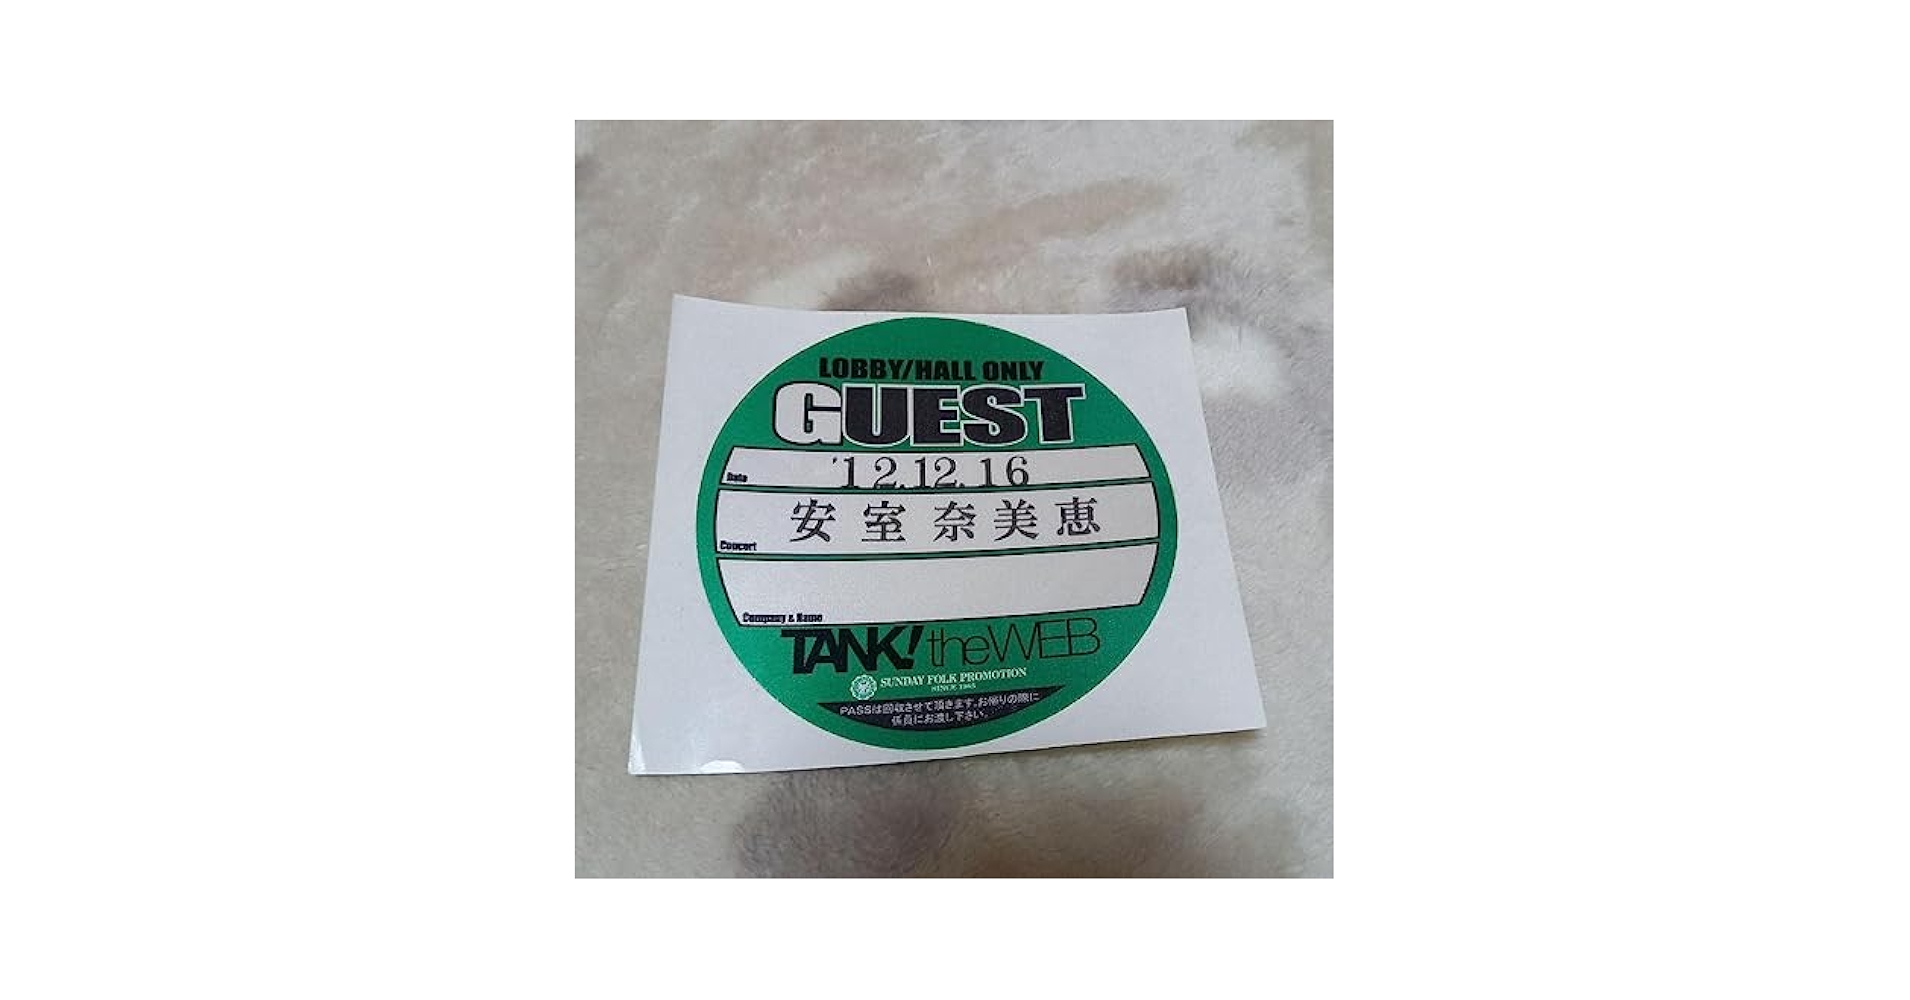 LOBBY/HALL ONLY
GUEST
Date
'12.12.16
安室奈美恵
Concert
Company & Name
TANK! theWEB
SUNDAY FOLK PROMOTION
SINCE 1965
PASSは回収させて頂きます。お帰りの際に
係員にお渡し下さい。